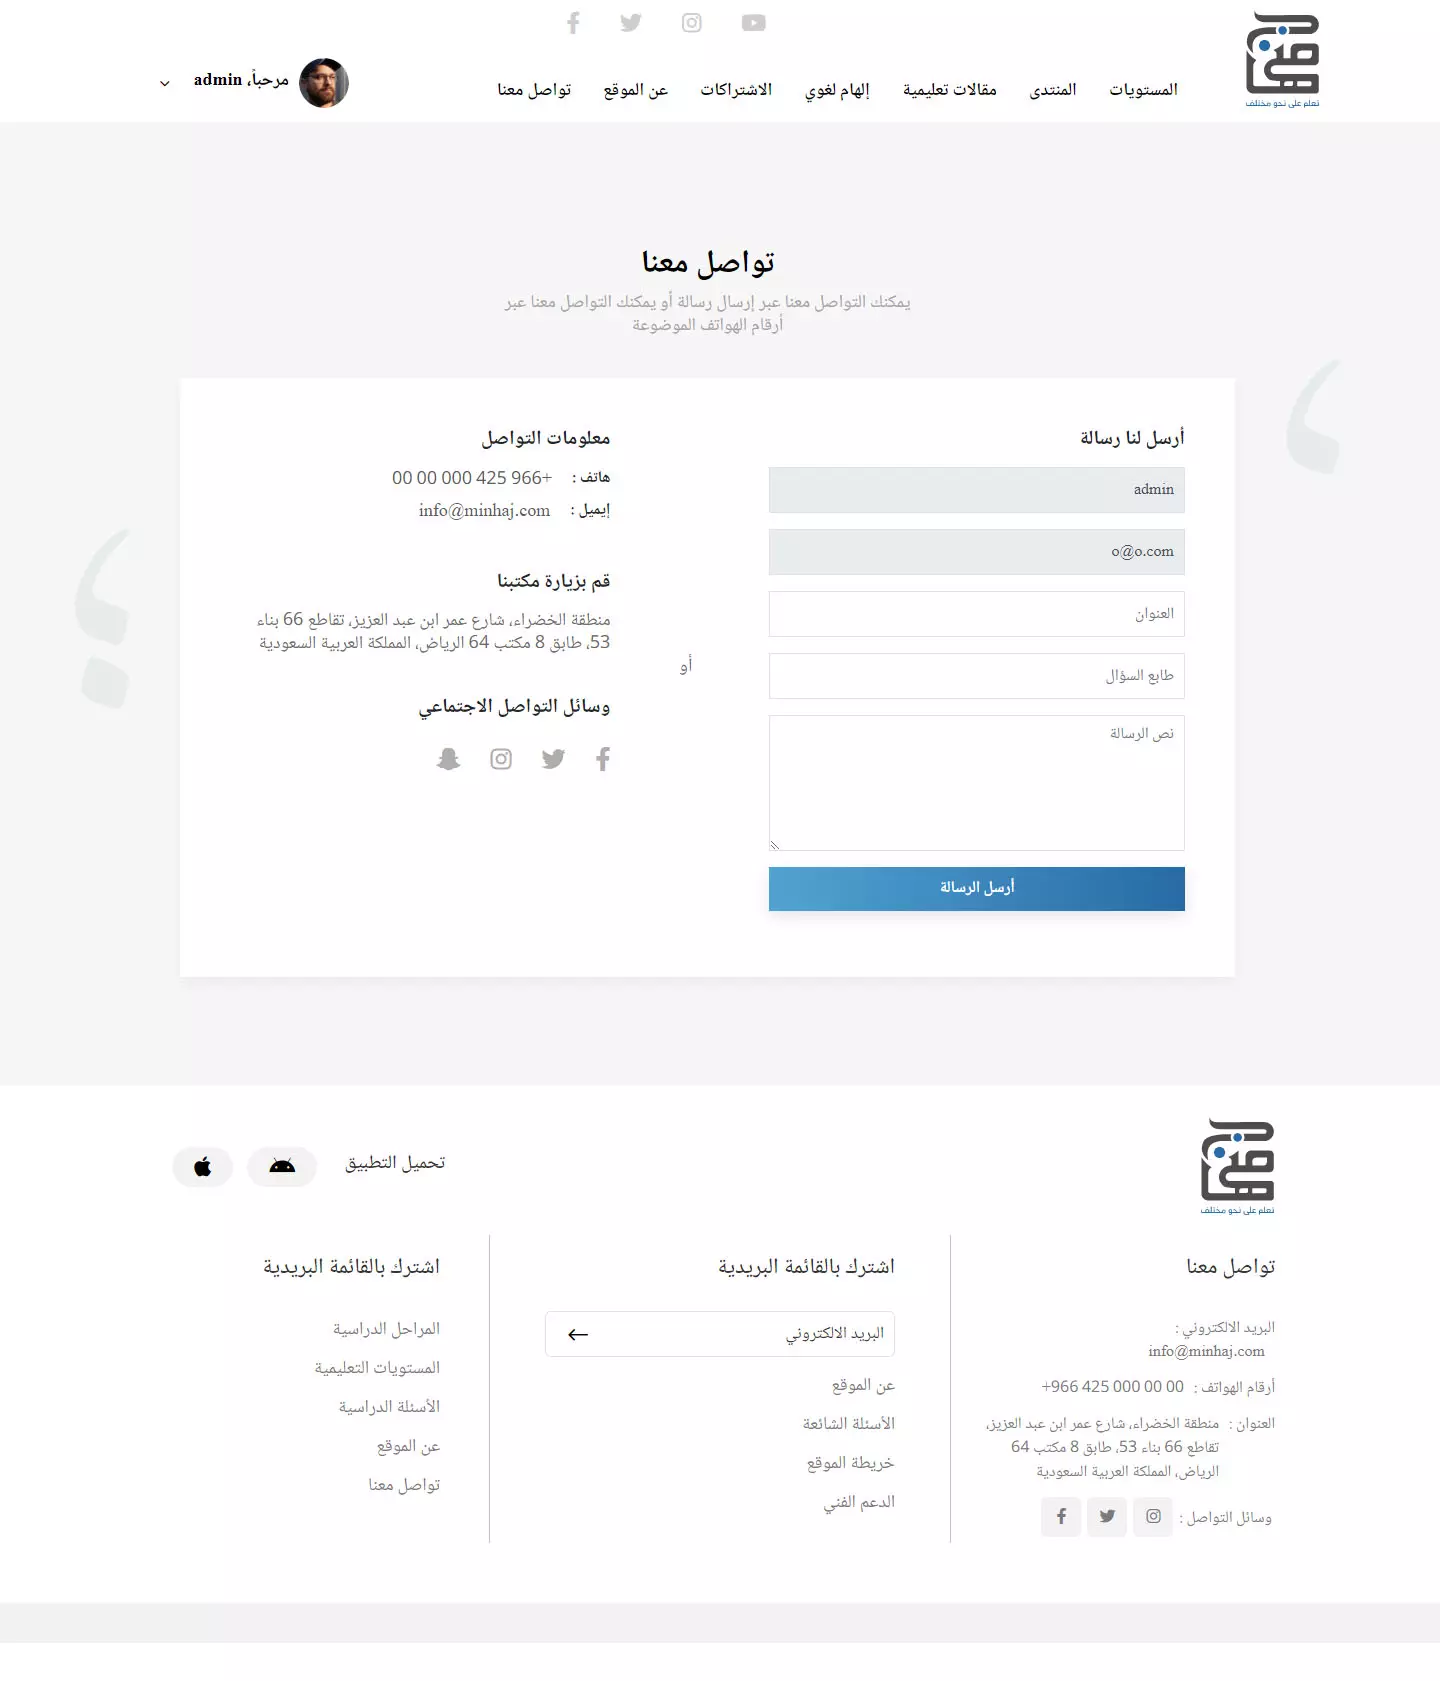 منهاج
تعلم على نحو مختلف
المستويات
المنتدى
مقالات تعليمية
إلهام لغوي
الاشتراكات
عن الموقع
تواصل معنا
مرحباً، admin
تواصل معنا
يمكنك التواصل معنا عبر إرسال رسالة أو يمكنك التواصل معنا عبر
أرقام الهواتف الموضوعة
أرسل لنا رسالة
admin
o@o.com
العنوان
طابع السؤال
نص الرسالة
أرسل الرسالة
أو
معلومات التواصل
هاتف : 00 00 000 425 966+
إيميل : info@minhaj.com
قم بزيارة مكتبنا
منطقة الخضراء، شارع عمر ابن عبد العزيز، تقاطع 66 بناء
53، طابق 8 مكتب 64 الرياض، المملكة العربية السعودية
وسائل التواصل الاجتماعي
منهاج
تعلم على نحو مختلف
تحميل التطبيق
تواصل معنا
البريد الالكتروني :
info@minhaj.com
أرقام الهواتف : +966 425 000 00 00
العنوان : منطقة الخضراء، شارع عمر ابن عبد العزيز،
تقاطع 66 بناء 53، طابق 8 مكتب 64
الرياض، المملكة العربية السعودية
وسائل التواصل :
اشترك بالقائمة البريدية
البريد الالكتروني
عن الموقع
الأسئلة الشائعة
خريطة الموقع
الدعم الفني
اشترك بالقائمة البريدية
المراحل الدراسية
المستويات التعليمية
الأسئلة الدراسية
عن الموقع
تواصل معنا